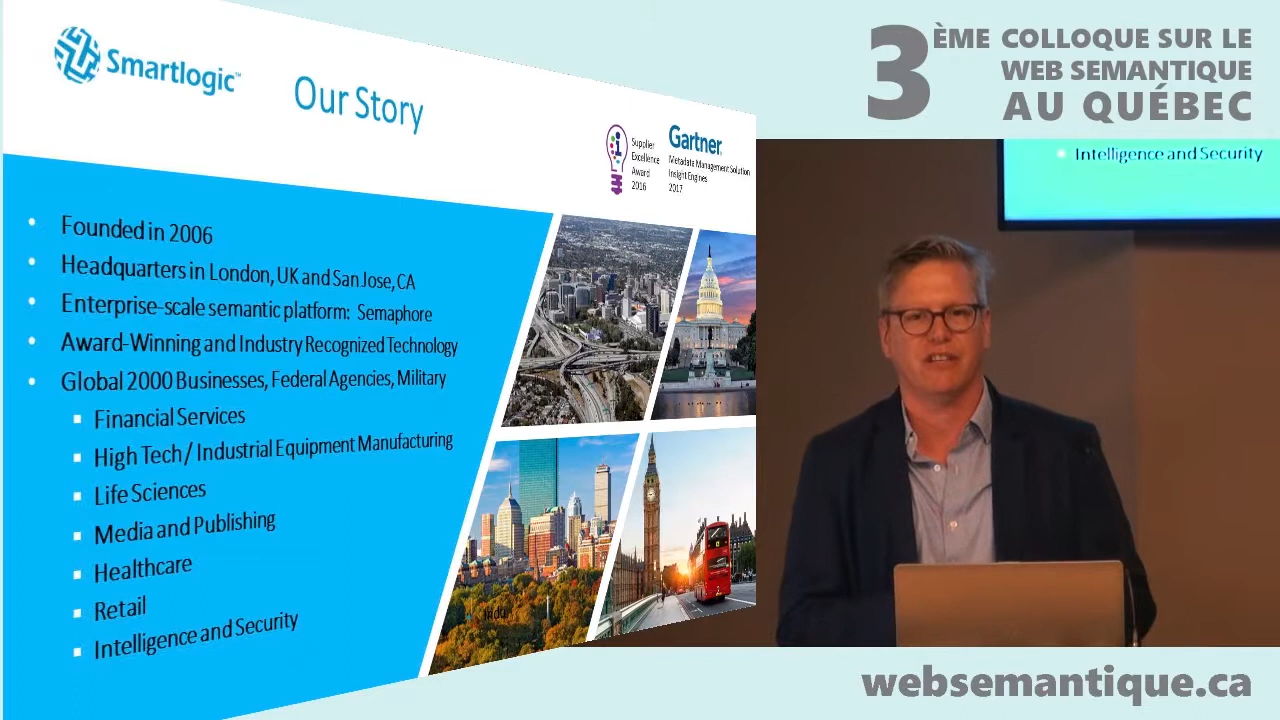 Smartlogic™
Our Story
Supplier
Excellence
Award
2016
Gartner
Metadata Management Solution
Insight Engines
2017
• Founded in 2006
• Headquarters in London, UK and San Jose, CA
• Enterprise-scale semantic platform: Semaphore
• Award-Winning and Industry Recognized Technology
• Global 2000 Businesses, Federal Agencies, Military
▪ Financial Services
▪ High Tech / Industrial Equipment Manufacturing
▪ Life Sciences
▪ Media and Publishing
▪ Healthcare
▪ Retail
▪ Intelligence and Security
3ÈME COLLOQUE SUR LE
WEB SEMANTIQUE
AU QUÉBEC
• Intelligence and Security
websemantique.ca